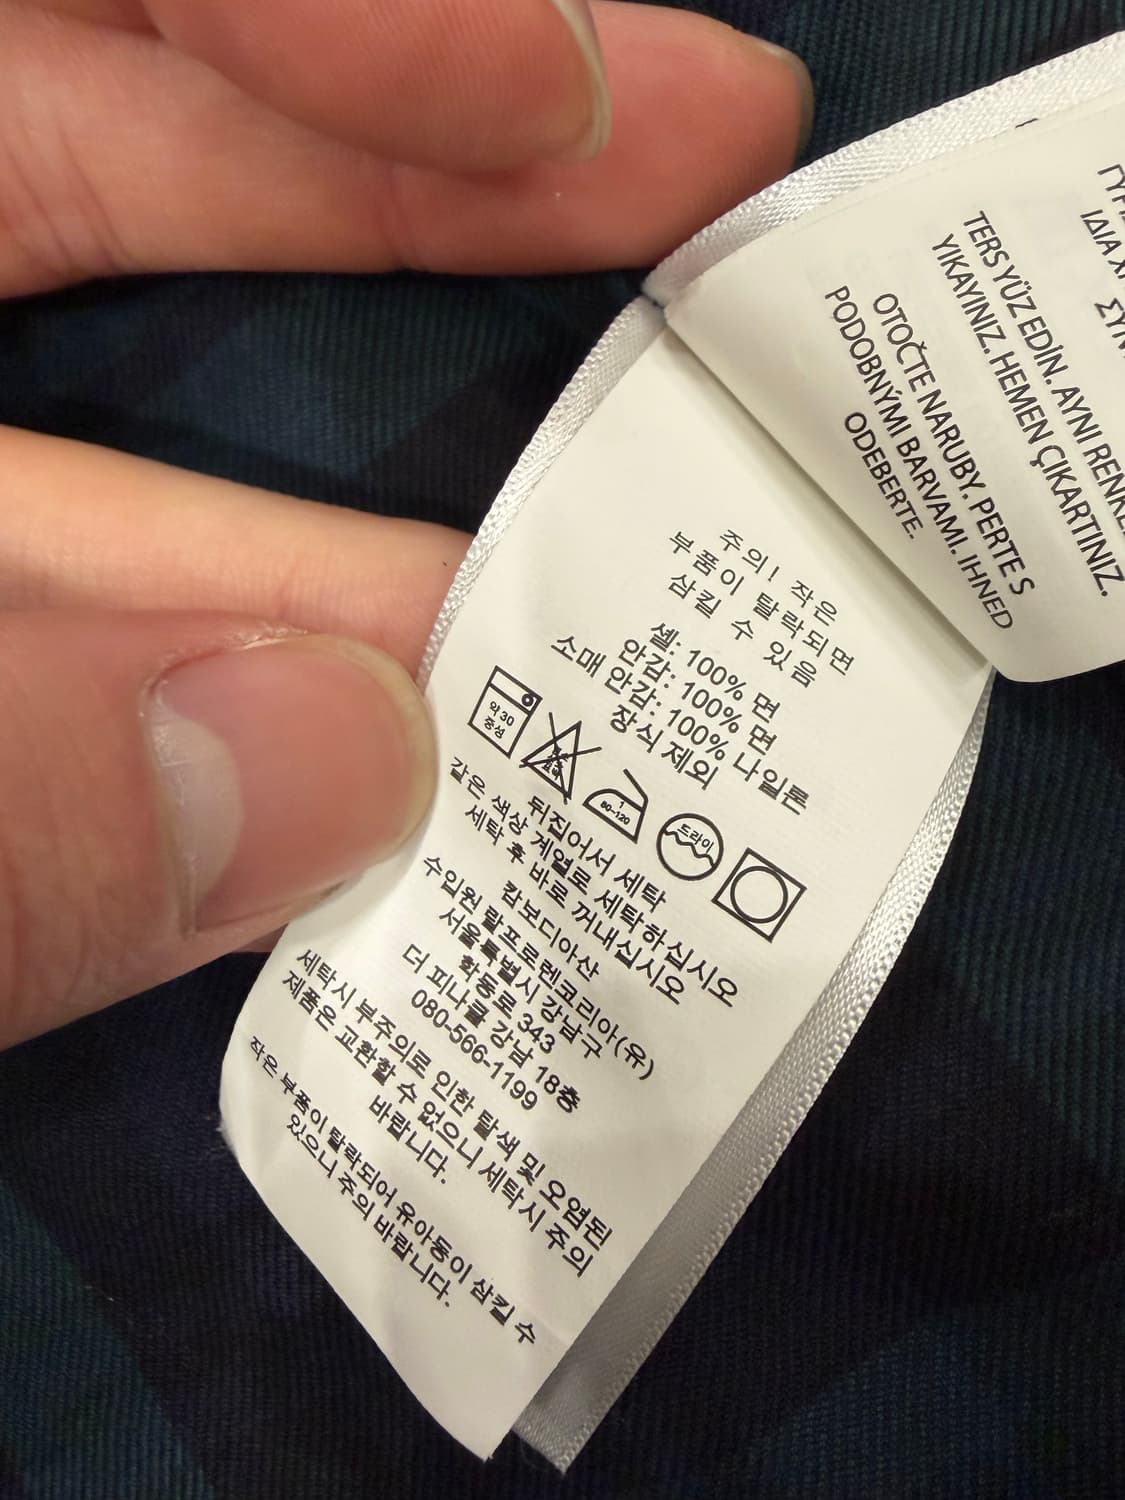 주의! 작은
부품이 탈락되면
삼킬 수 있음
셸: 100% 면
안감: 100% 면
소매 안감: 100% 나일론
장식 제외
약 30
중성
1
80~120
드라이
뒤집어서 세탁
같은 색상 계열로 세탁하십시오
세탁 후 바로 꺼내십시오
캄보디아산
수입원 랄프로렌코리아(유)
서울특별시 강남구
학동로 343
더 피나클 강남 18층
080-566-1199
세탁시 부주의로 인한 탈색 및 오염된
제품은 교환할 수 없으니 세탁시 주의
바랍니다.
작은 부품이 탈락되어 유아동이 삼킬 수
있으니 주의 바랍니다.
TERS YÜZ EDİN. AYNI
YIKAYINIZ. HEMEN ÇIKARTINIZ.
OTOČTE NARUBY. PERTE S
PODOBNÝMI BARVAMI. IHNED
ODEBERTE.
ΙΔΙΑ